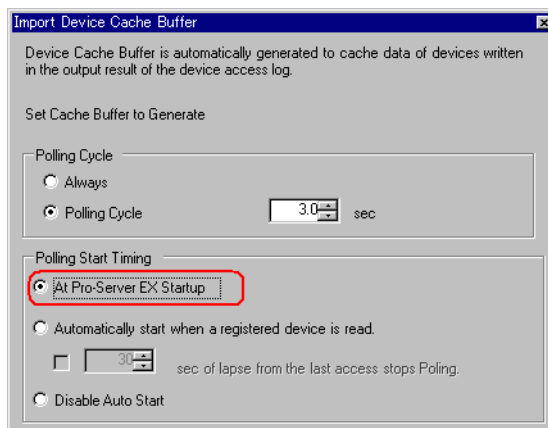 Import Device Cache Buffer
Device Cache Buffer is automatically generated to cache data of devices written
in the output result of the device access log.
Set Cache Buffer to Generate
Polling Cycle
Always
Polling Cycle 3.0 sec
Polling Start Timing
At Pro-Server EX Startup
Automatically start when a registered device is read.
30 sec of lapse from the last access stops Poling.
Disable Auto Start